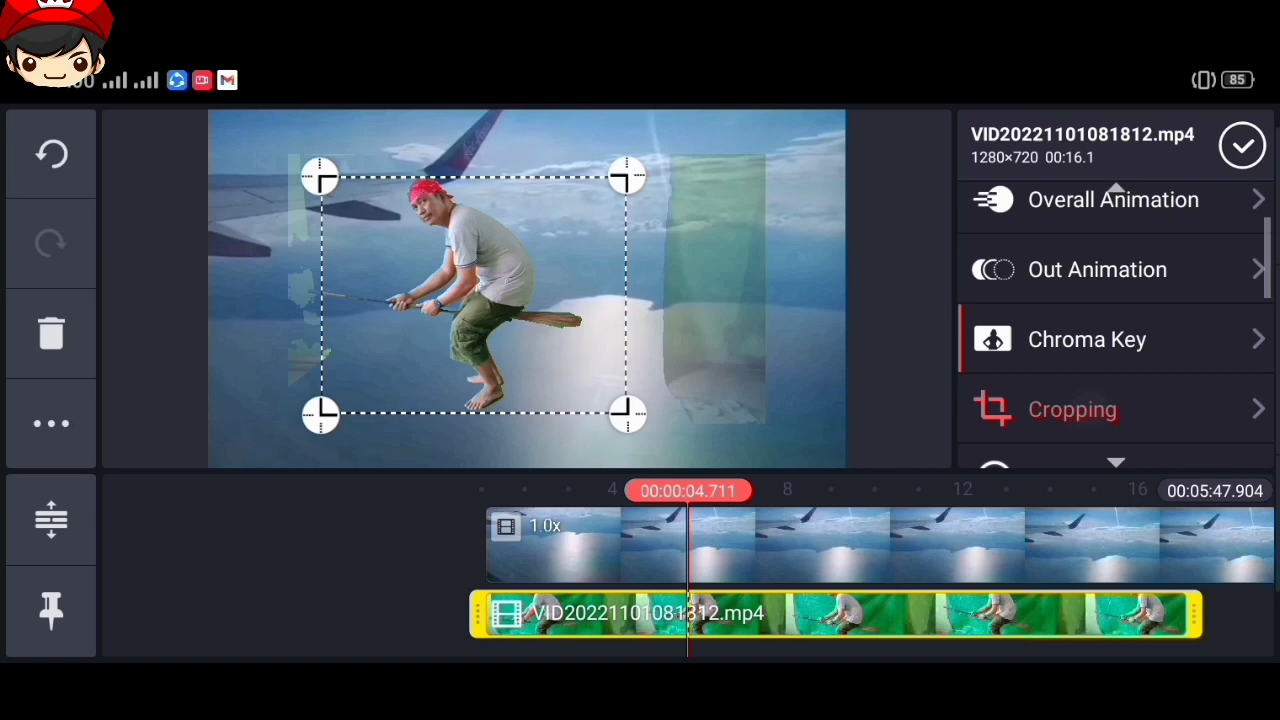 85
VID20221101081812.mp4
1280×720 00:16.1
Overall Animation
Out Animation
Chroma Key
Cropping
4
00:00:04.711
8
12
16
00:05:47.904
1.0x
VID20221101081812.mp4